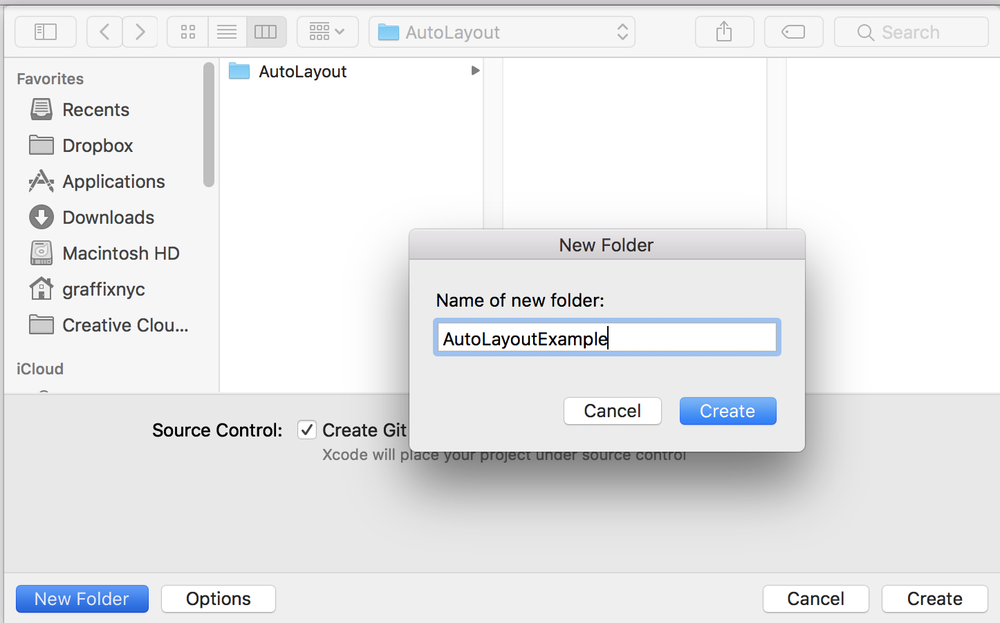 AutoLayout
Search
Favorites
Recents
Dropbox
Applications
Downloads
Macintosh HD
graffixnyc
Creative Clou...
iCloud
AutoLayout
New Folder
Name of new folder:
AutoLayoutExample
Cancel
Create
Source Control:
Create Git
Xcode will place your project under source control
New Folder
Options
Cancel
Create